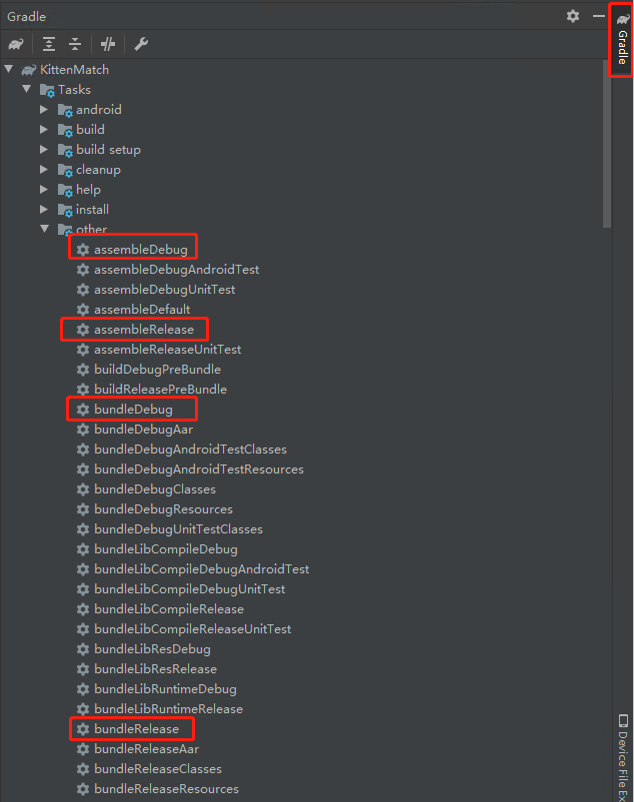 Gradle
Gradle
KittenMatch
Tasks
android
build
build setup
cleanup
help
install
other
assembleDebug
assembleDebugAndroidTest
assembleDebugUnitTest
assembleDefault
assembleRelease
assembleReleaseUnitTest
buildDebugPreBundle
buildReleasePreBundle
bundleDebug
bundleDebugAar
bundleDebugAndroidTestClasses
bundleDebugAndroidTestResources
bundleDebugClasses
bundleDebugResources
bundleDebugUnitTestClasses
bundleLibCompileDebug
bundleLibCompileDebugAndroidTest
bundleLibCompileDebugUnitTest
bundleLibCompileRelease
bundleLibCompileReleaseUnitTest
bundleLibResDebug
bundleLibResRelease
bundleLibRuntimeDebug
bundleLibRuntimeRelease
bundleRelease
bundleReleaseAar
bundleReleaseClasses
bundleReleaseResources
Device File Ex